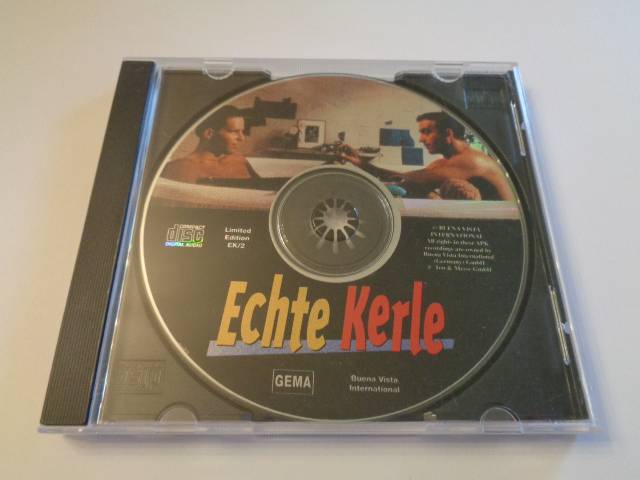 COMPACT
disc
DIGITAL AUDIO
Limited
Edition
EK/2
© BUENA VISTA
INTERNATIONAL
All rights in these APK
recordings are owned by
Buena Vista International
(Germany) GmbH
Echte Kerle
GEMA
Buena Vista
International